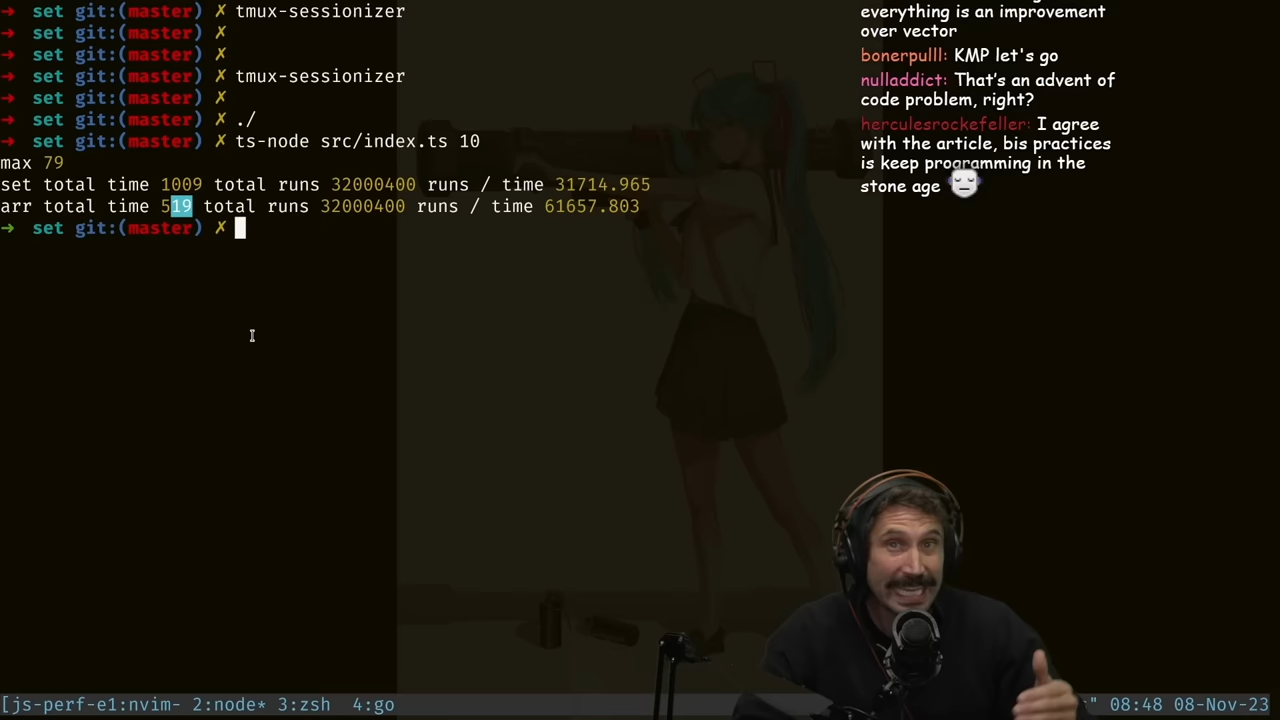 ➜ set git:(master) ✗ tmux-sessionizer
➜ set git:(master) ✗
➜ set git:(master) ✗
➜ set git:(master) ✗ tmux-sessionizer
➜ set git:(master) ✗
➜ set git:(master) ✗ ./
➜ set git:(master) ✗ ts-node src/index.ts 10
max 79
set total time 1009 total runs 32000400 runs / time 31714.965
arr total time 519 total runs 32000400 runs / time 61657.803
➜ set git:(master) ✗
everything is an improvement
over vector
bonerpulll: KMP let's go
nulladdict: That's an advent of
code problem, right?
herculesrockefeller: I agree
with the article, bis practices
is keep programming in the
stone age
[js-perf-e1:nvim- 2:node* 3:zsh 4:go
" 08:48 08-Nov-23